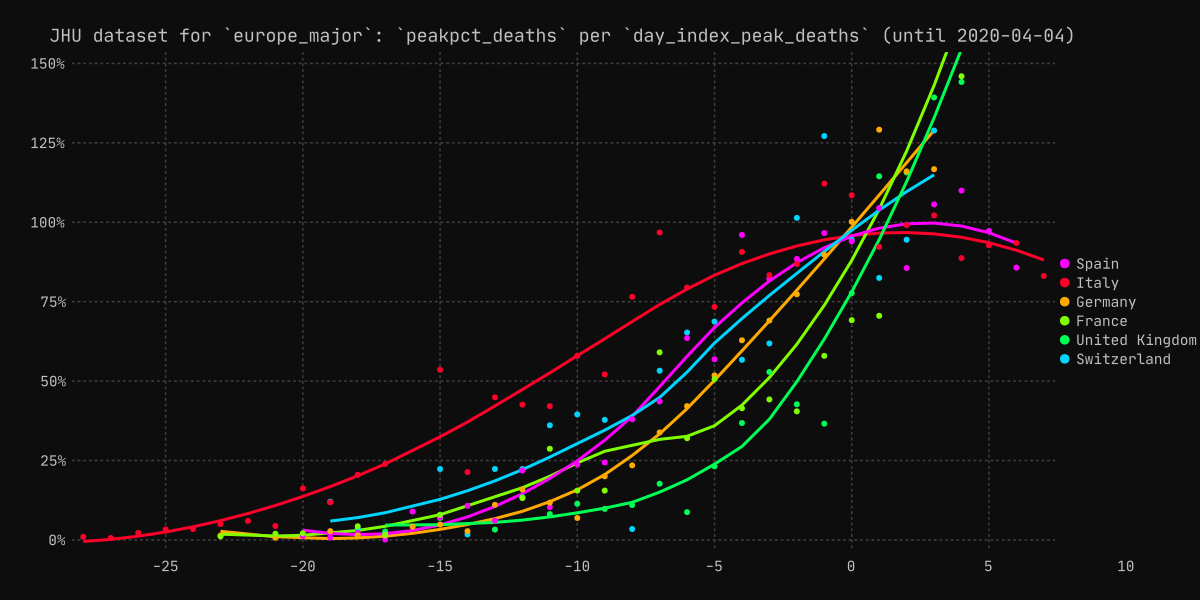 JHU dataset for `europe_major`: `peakpct_deaths` per `day_index_peak_deaths` (until 2020-04-04)
150%
125%
100%
75%
50%
25%
0%
−25 −20 −15 −10 −5 0 5 10
Spain
Italy
Germany
France
United Kingdom
Switzerland